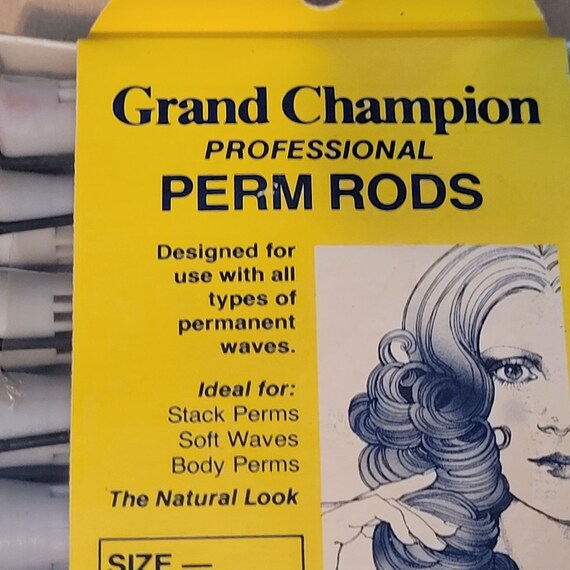 Grand Champion
PROFESSIONAL
PERM RODS
Designed for
use with all
types of
permanent
waves.
Ideal for:
Stack Perms
Soft Waves
Body Perms
The Natural Look
SIZE —